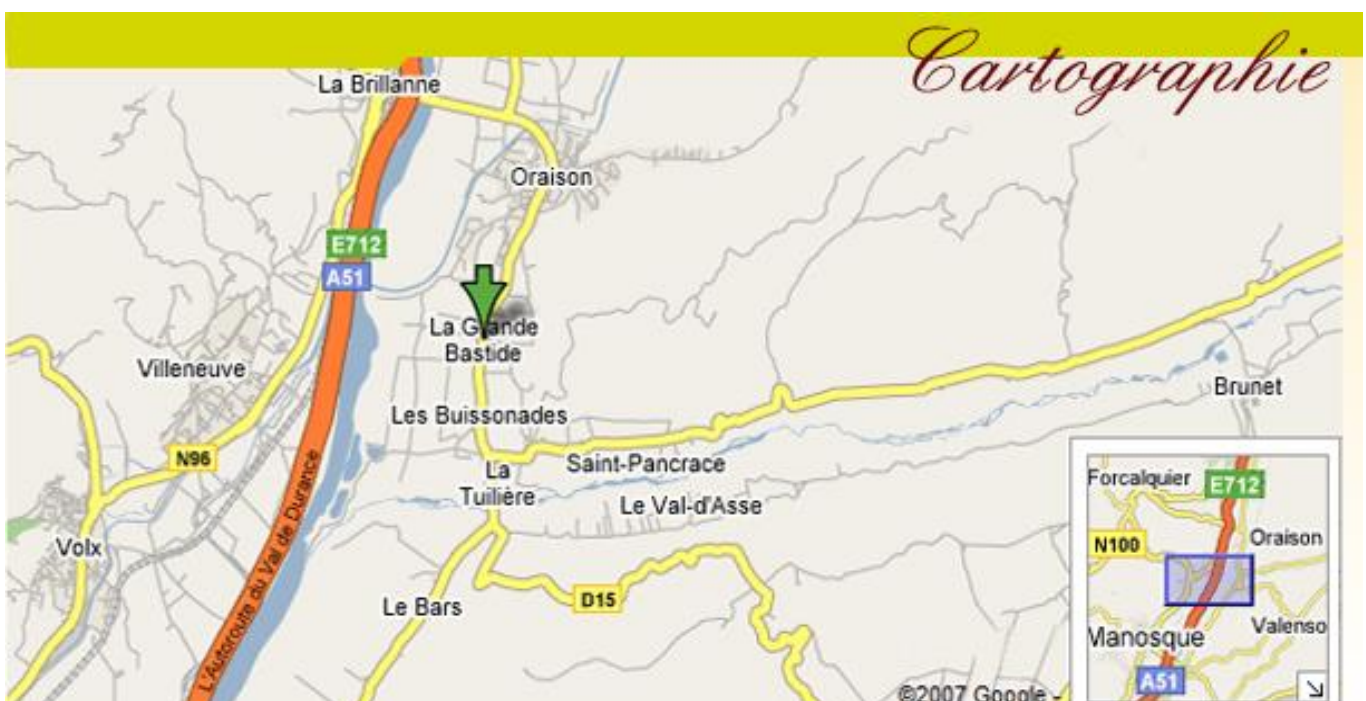 Cartographie
La Brillanne
Oraison
E712
A51
La Grande
Bastide
Villeneuve
Les Buissonades
Brunet
N96
La
Tuilière
Saint-Pancrace
Le Val-d'Asse
Volx
L'Autoroute du Val de Durance
Le Bars
D15
Forcalquier
E712
N100
Oraison
Valenso
Manosque
A51
©2007 Google -